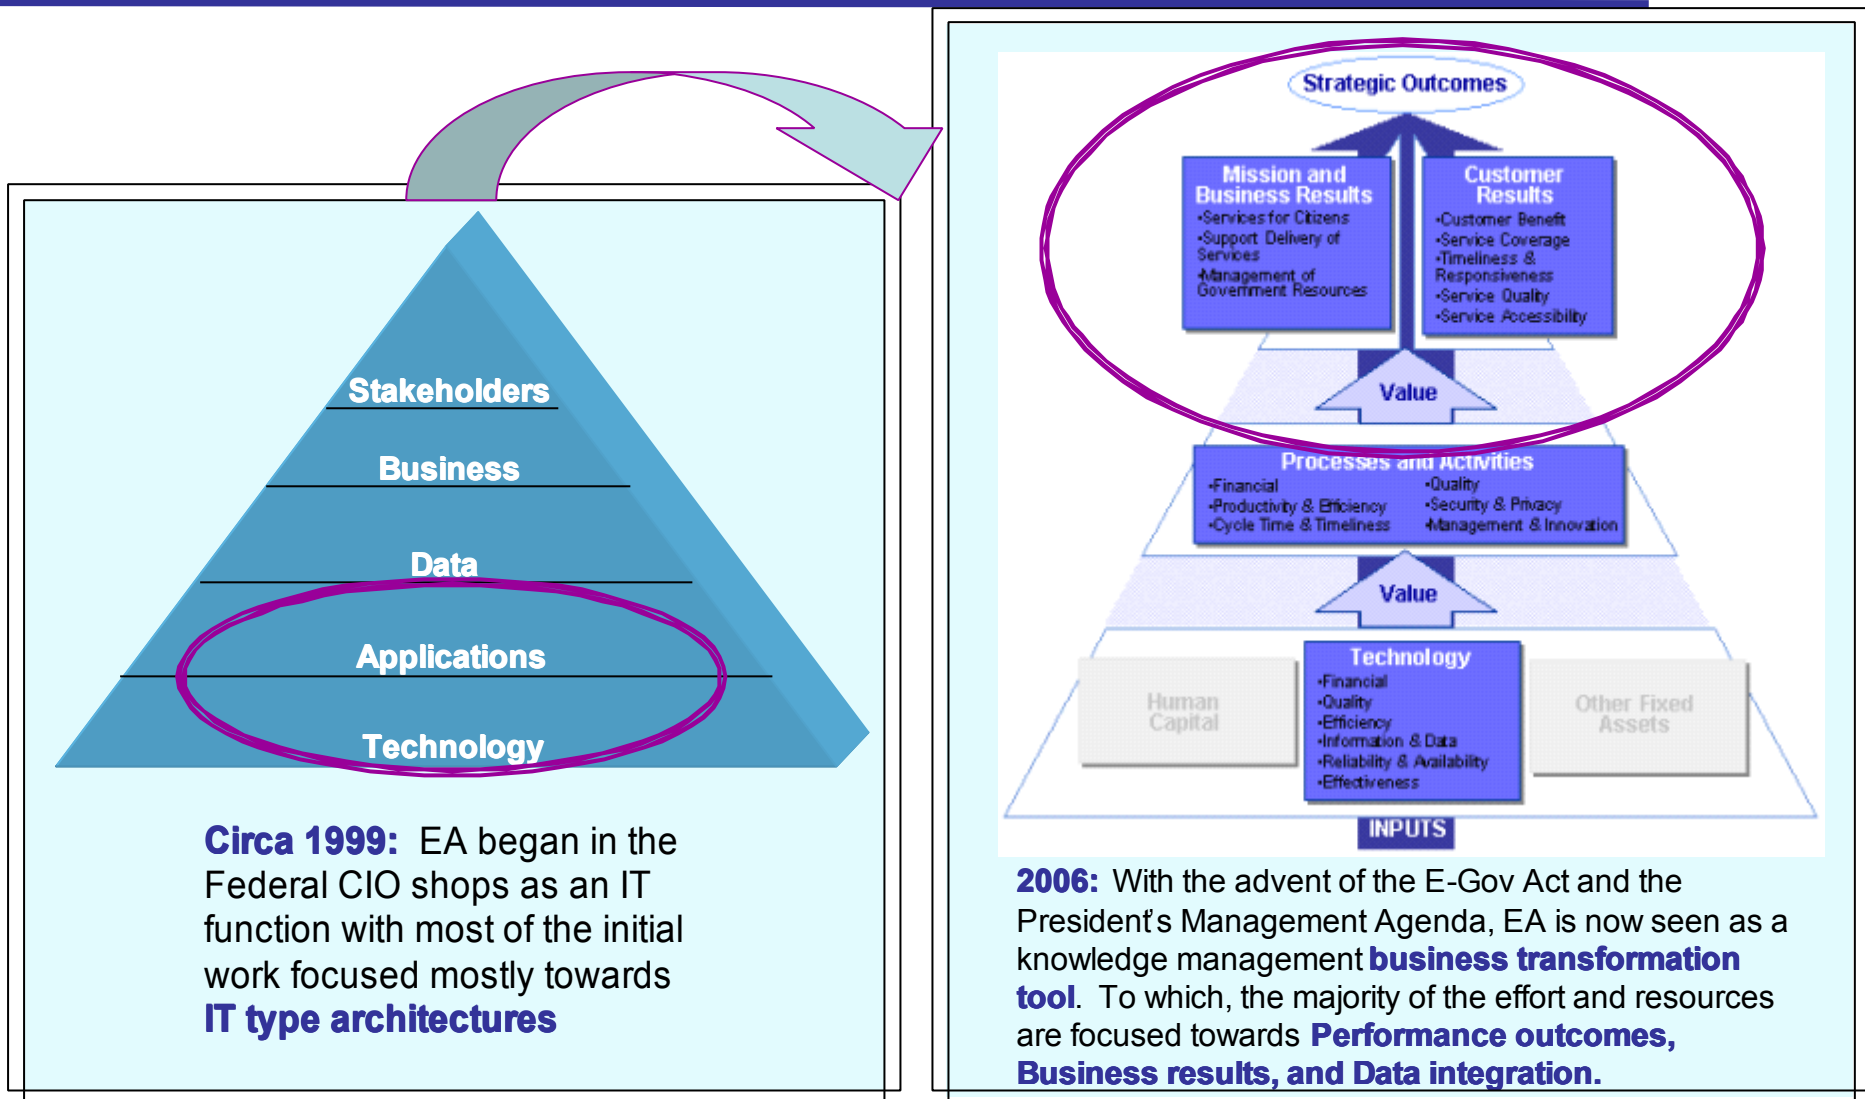 Stakeholders
Business
Data
Applications
Technology
Circa 1999: EA began in the
Federal CIO shops as an IT
function with most of the initial
work focused mostly towards
IT type architectures
Strategic Outcomes
Mission and
Business Results
•Services for Citizens
•Support Delivery of
Services
•Management of
Government Resources
Customer
Results
•Customer Benefit
•Service Coverage
•Timeliness &
Responsiveness
•Service Quality
•Service Accessibility
Value
Processes and Activities
•Financial
•Productivity & Efficiency
•Cycle Time & Timeliness
•Quality
•Security & Privacy
•Management & Innovation
Value
Human
Capital
Technology
•Financial
•Quality
•Efficiency
•Information & Data
•Reliability & Availability
•Effectiveness
Other Fixed
Assets
INPUTS
2006: With the advent of the E-Gov Act and the
President's Management Agenda, EA is now seen as a
knowledge management business transformation
tool. To which, the majority of the effort and resources
are focused towards Performance outcomes,
Business results, and Data integration.